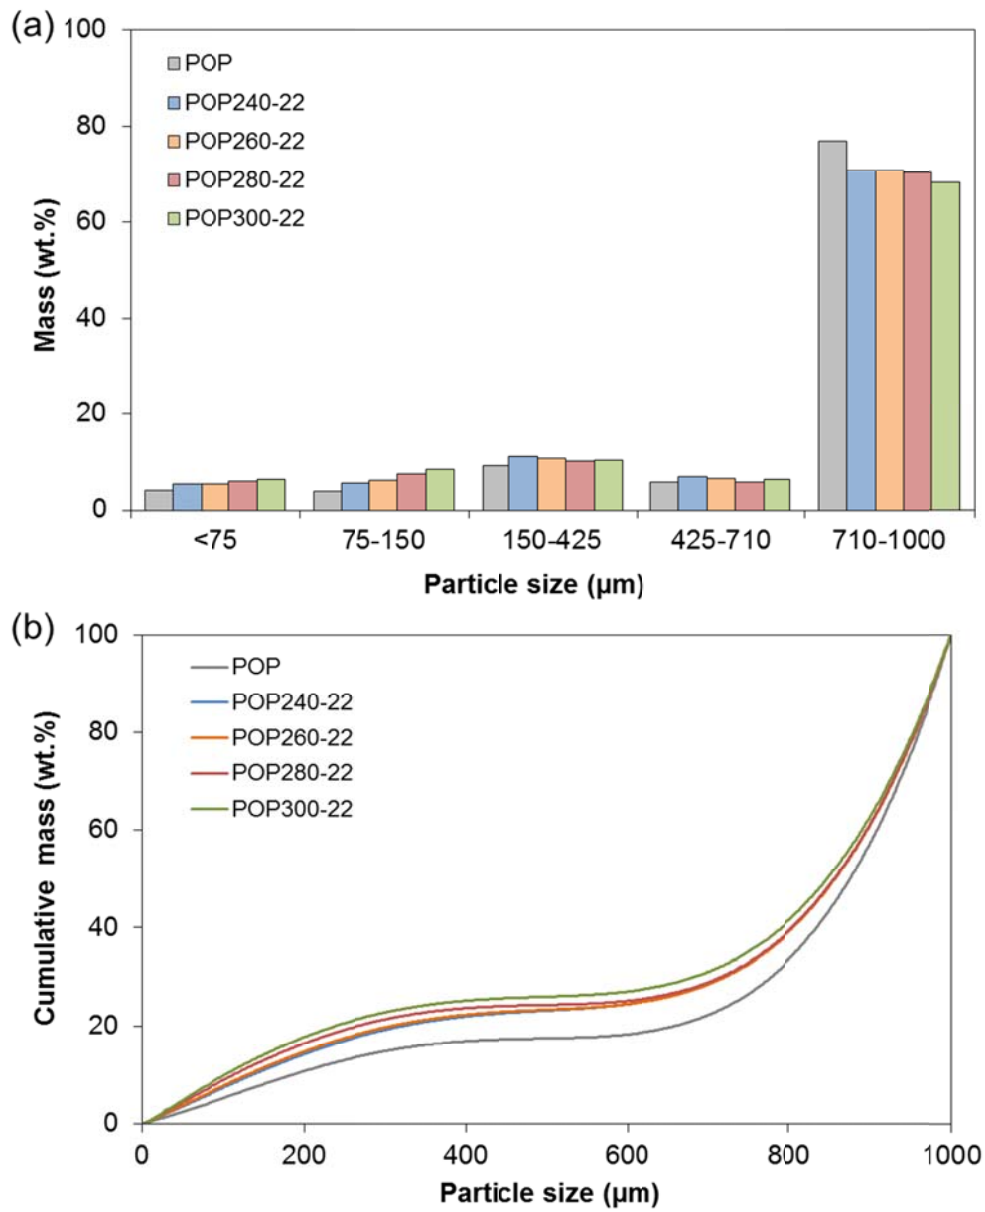 (a)
100
80
60
40
20
0
Mass (wt.%)
POP
POP240-22
POP260-22
POP280-22
POP300-22
<75 75-150 150-425 425-710 710-1000
Particle size (µm)
(b)
100
80
60
40
20
0
Cumulative mass (wt.%)
POP
POP240-22
POP260-22
POP280-22
POP300-22
0 200 400 600 800 1000
Particle size (µm)